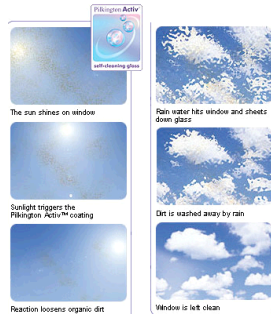 Pilkington Activ™
self-cleaning glass
The sun shines on window
Sunlight triggers the
Pilkington Activ™ coating
Reaction loosens organic dirt
Rain water hits window and sheets
down glass
Dirt is washed away by rain
Window is left clean